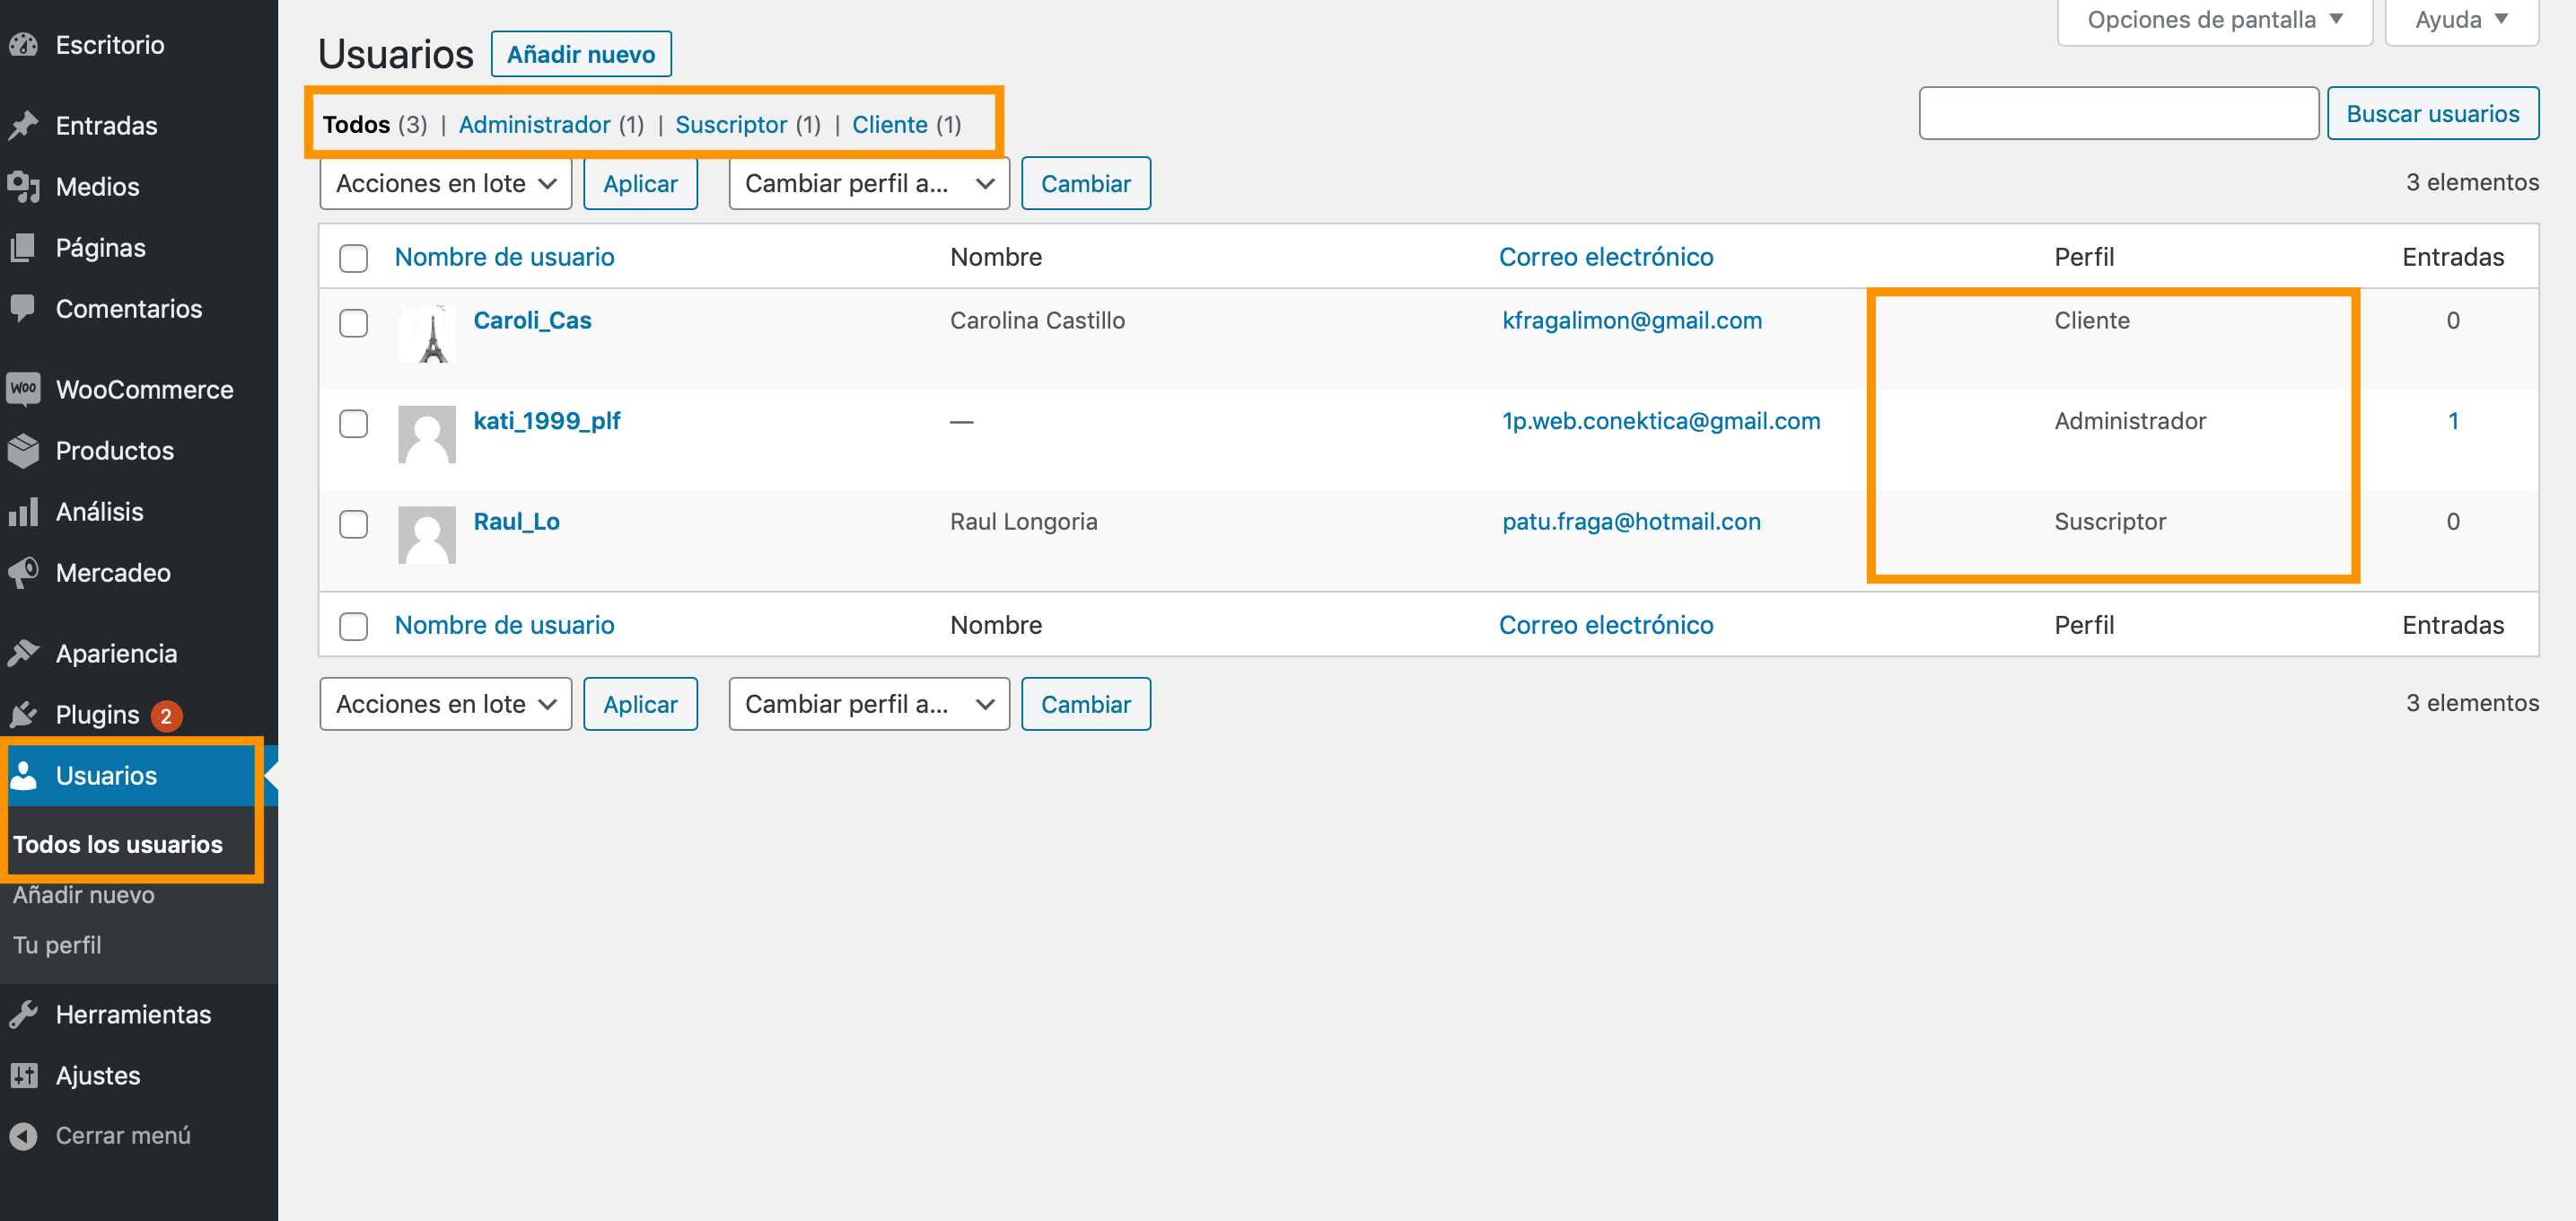 Escritorio
Entradas
Medios
Páginas
Comentarios
Woo WooCommerce
Productos
Análisis
Mercadeo
Apariencia
Plugins 2
Usuarios
Todos los usuarios
Añadir nuevo
Tu perfil
Herramientas
Ajustes
Cerrar menú
Opciones de pantalla Ayuda
Usuarios Añadir nuevo
Todos (3) | Administrador (1) | Suscriptor (1) | Cliente (1)
Buscar usuarios
Acciones en lote Aplicar Cambiar perfil a... Cambiar 3 elementos
Nombre de usuario Nombre Correo electrónico Perfil Entradas
Caroli_Cas Carolina Castillo kfragalimon@gmail.com Cliente 0
kati_1999_plf — 1p.web.conektica@gmail.com Administrador 1
Raul_Lo Raul Longoria patu.fraga@hotmail.con Suscriptor 0
Nombre de usuario Nombre Correo electrónico Perfil Entradas
Acciones en lote Aplicar Cambiar perfil a... Cambiar 3 elementos